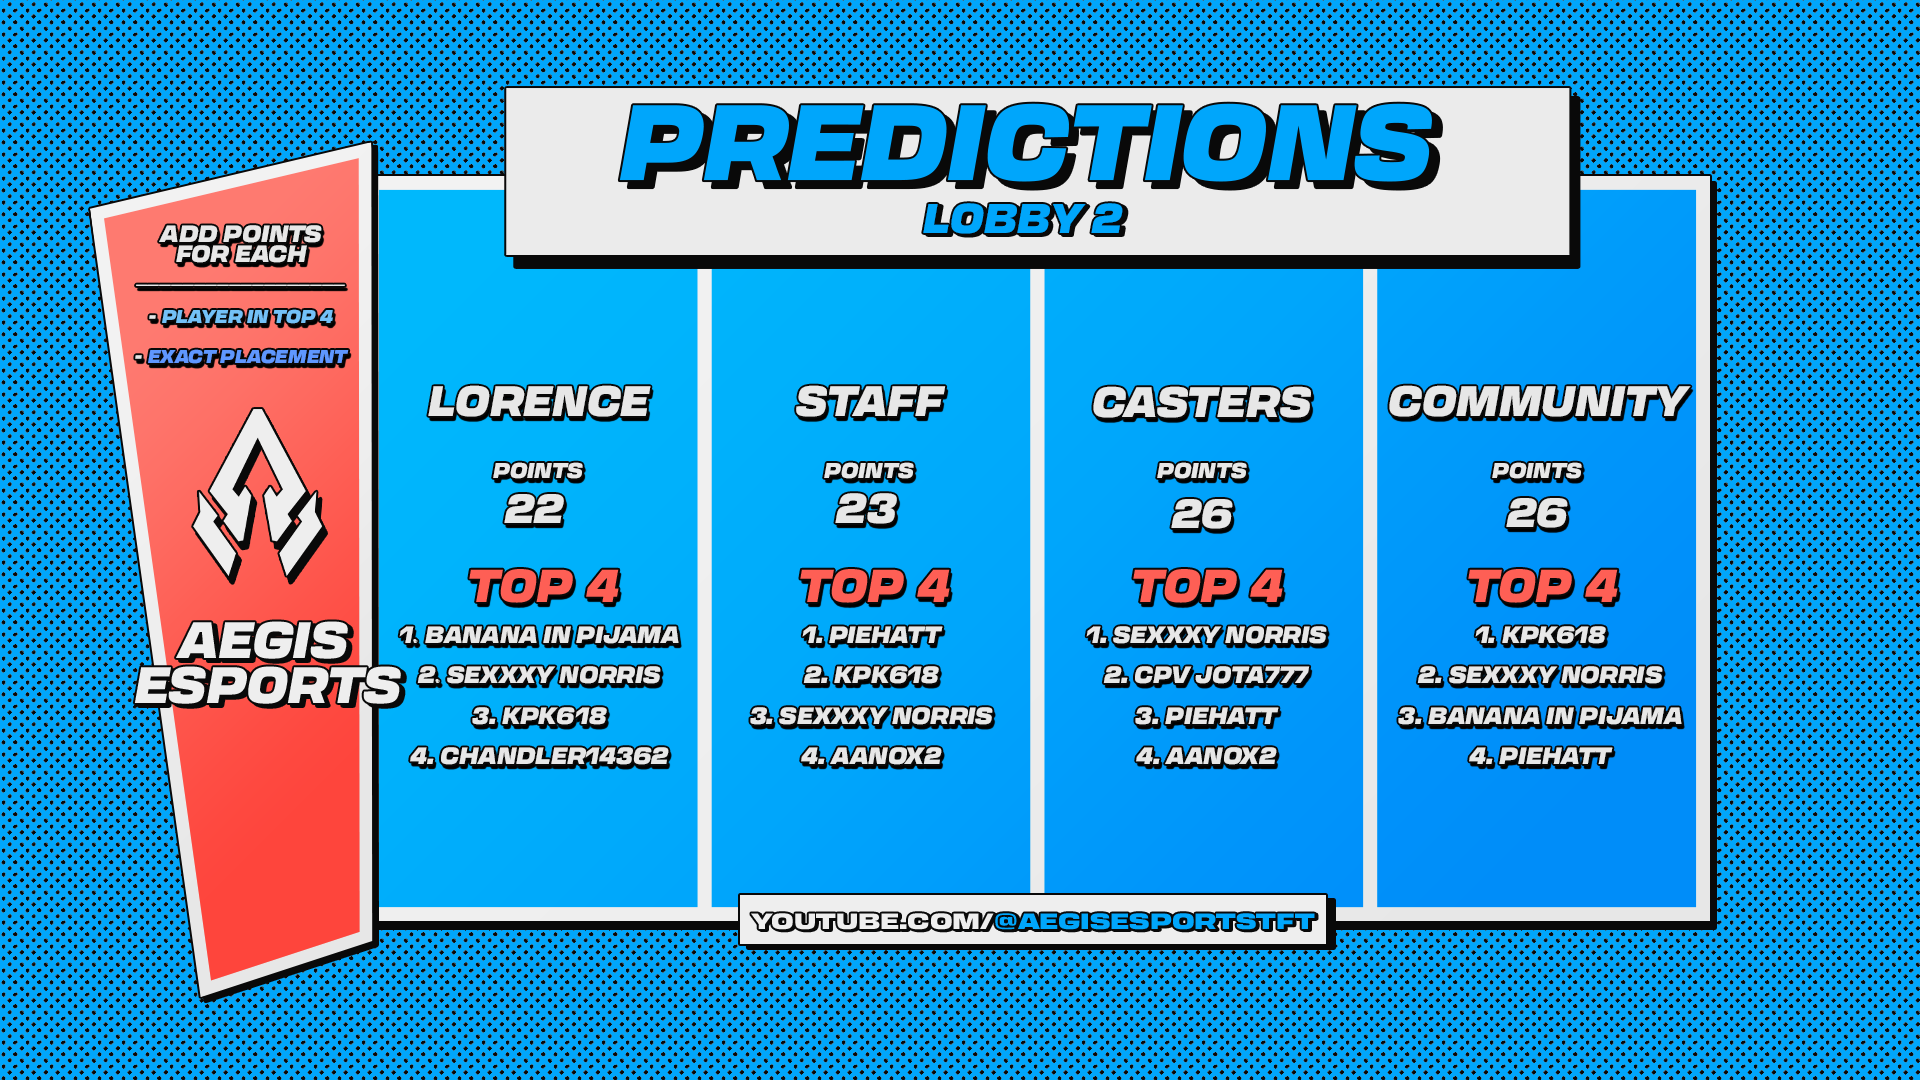 PREDICTIONS
LOBBY 2
ADD POINTS
FOR EACH
- PLAYER IN TOP 4
- EXACT PLACEMENT
AEGIS
ESPORTS
LORENCE
POINTS
22
TOP 4
1. BANANA IN PIJAMA
2. SEXXXY NORRIS
3. KPK618
4. CHANDLER14362
STAFF
POINTS
23
TOP 4
1. PIEHATT
2. KPK618
3. SEXXXY NORRIS
4. AANOX2
CASTERS
POINTS
26
TOP 4
1. SEXXXY NORRIS
2. CPV JOTA777
3. PIEHATT
4. AANOX2
COMMUNITY
POINTS
26
TOP 4
1. KPK618
2. SEXXXY NORRIS
3. BANANA IN PIJAMA
4. PIEHATT
YOUTUBE.COM/@AEGISESPORTSTFT